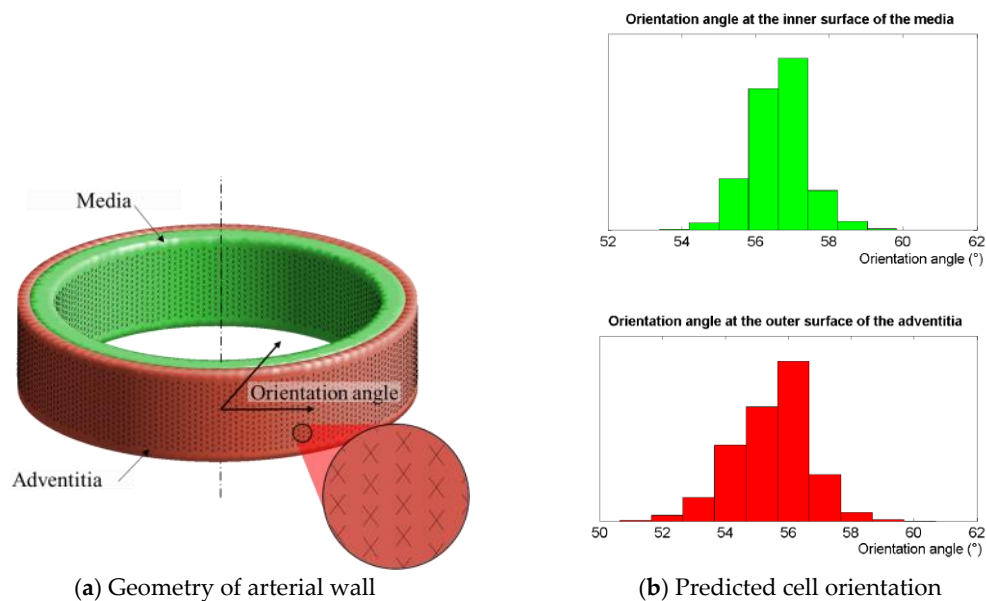 Media
Orientation angle
Adventitia
(a) Geometry of arterial wall
Orientation angle at the inner surface of the media
52 54 56 58 60 62
Orientation angle (°)
Orientation angle at the outer surface of the adventitia
50 52 54 56 58 60 62
Orientation angle (°)
(b) Predicted cell orientation